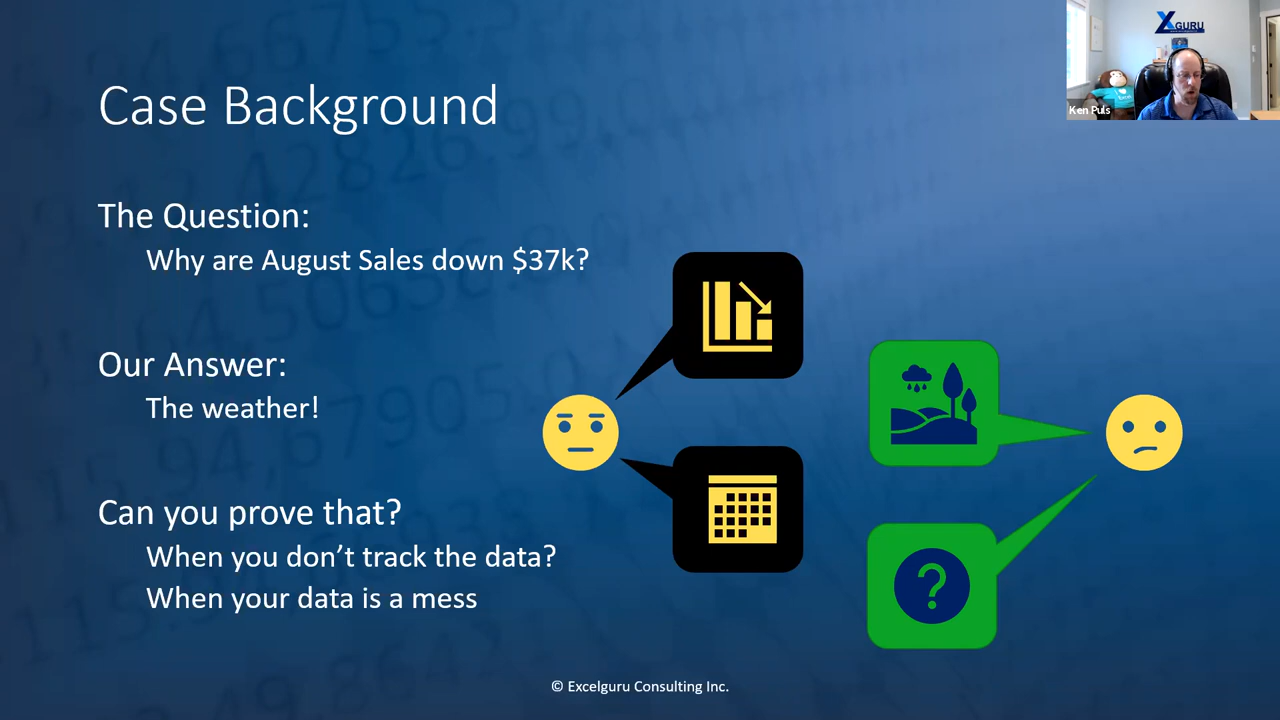 Case Background
X GURU
Ken Puls
The Question:
Why are August Sales down $37k?
Our Answer:
The weather!
Can you prove that?
When you don’t track the data?
When your data is a mess
?
© Excelguru Consulting Inc.